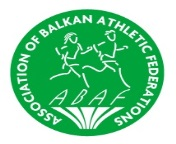 ASSOCIATION OF BALKAN ATHLETIC FEDERATIONS
ABAF